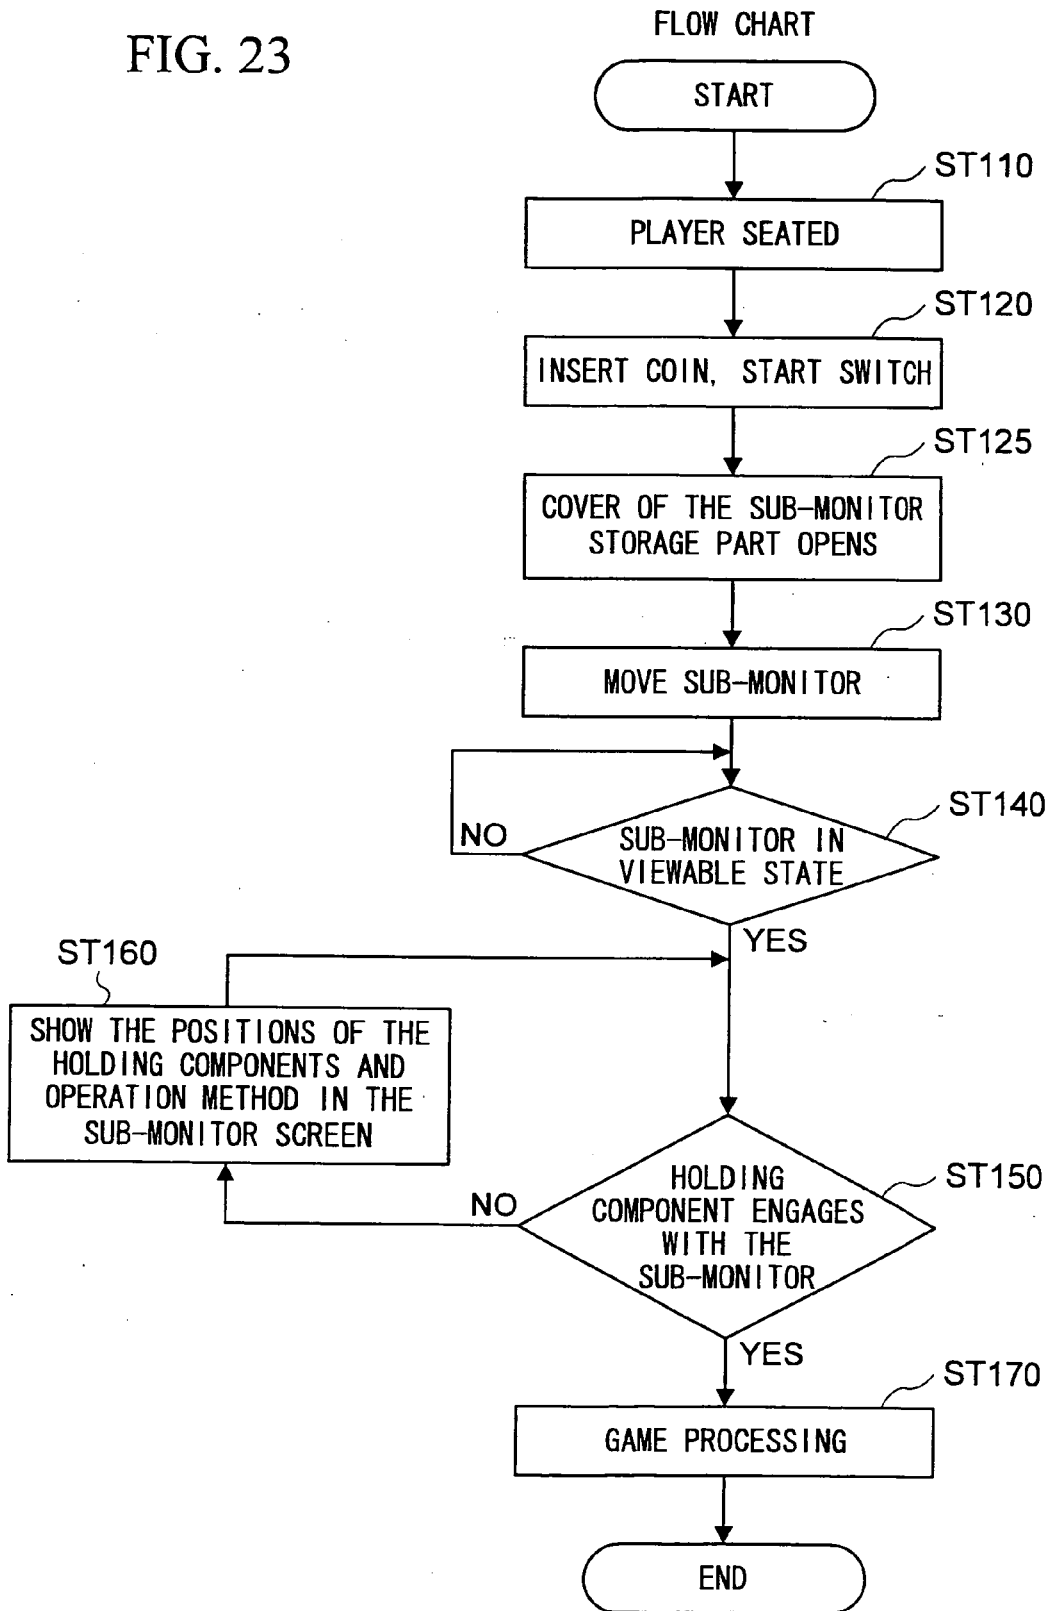 FIG. 23
FLOW CHART
START
ST110
PLAYER SEATED
ST120
INSERT COIN, START SWITCH
ST125
COVER OF THE SUB-MONITOR
STORAGE PART OPENS
ST130
MOVE SUB-MONITOR
ST140
NO
SUB-MONITOR IN
VIEWABLE STATE
YES
ST160
SHOW THE POSITIONS OF THE
HOLDING COMPONENTS AND
OPERATION METHOD IN THE
SUB-MONITOR SCREEN
ST150
NO
HOLDING
COMPONENT ENGAGES
WITH THE
SUB-MONITOR
YES
ST170
GAME PROCESSING
END